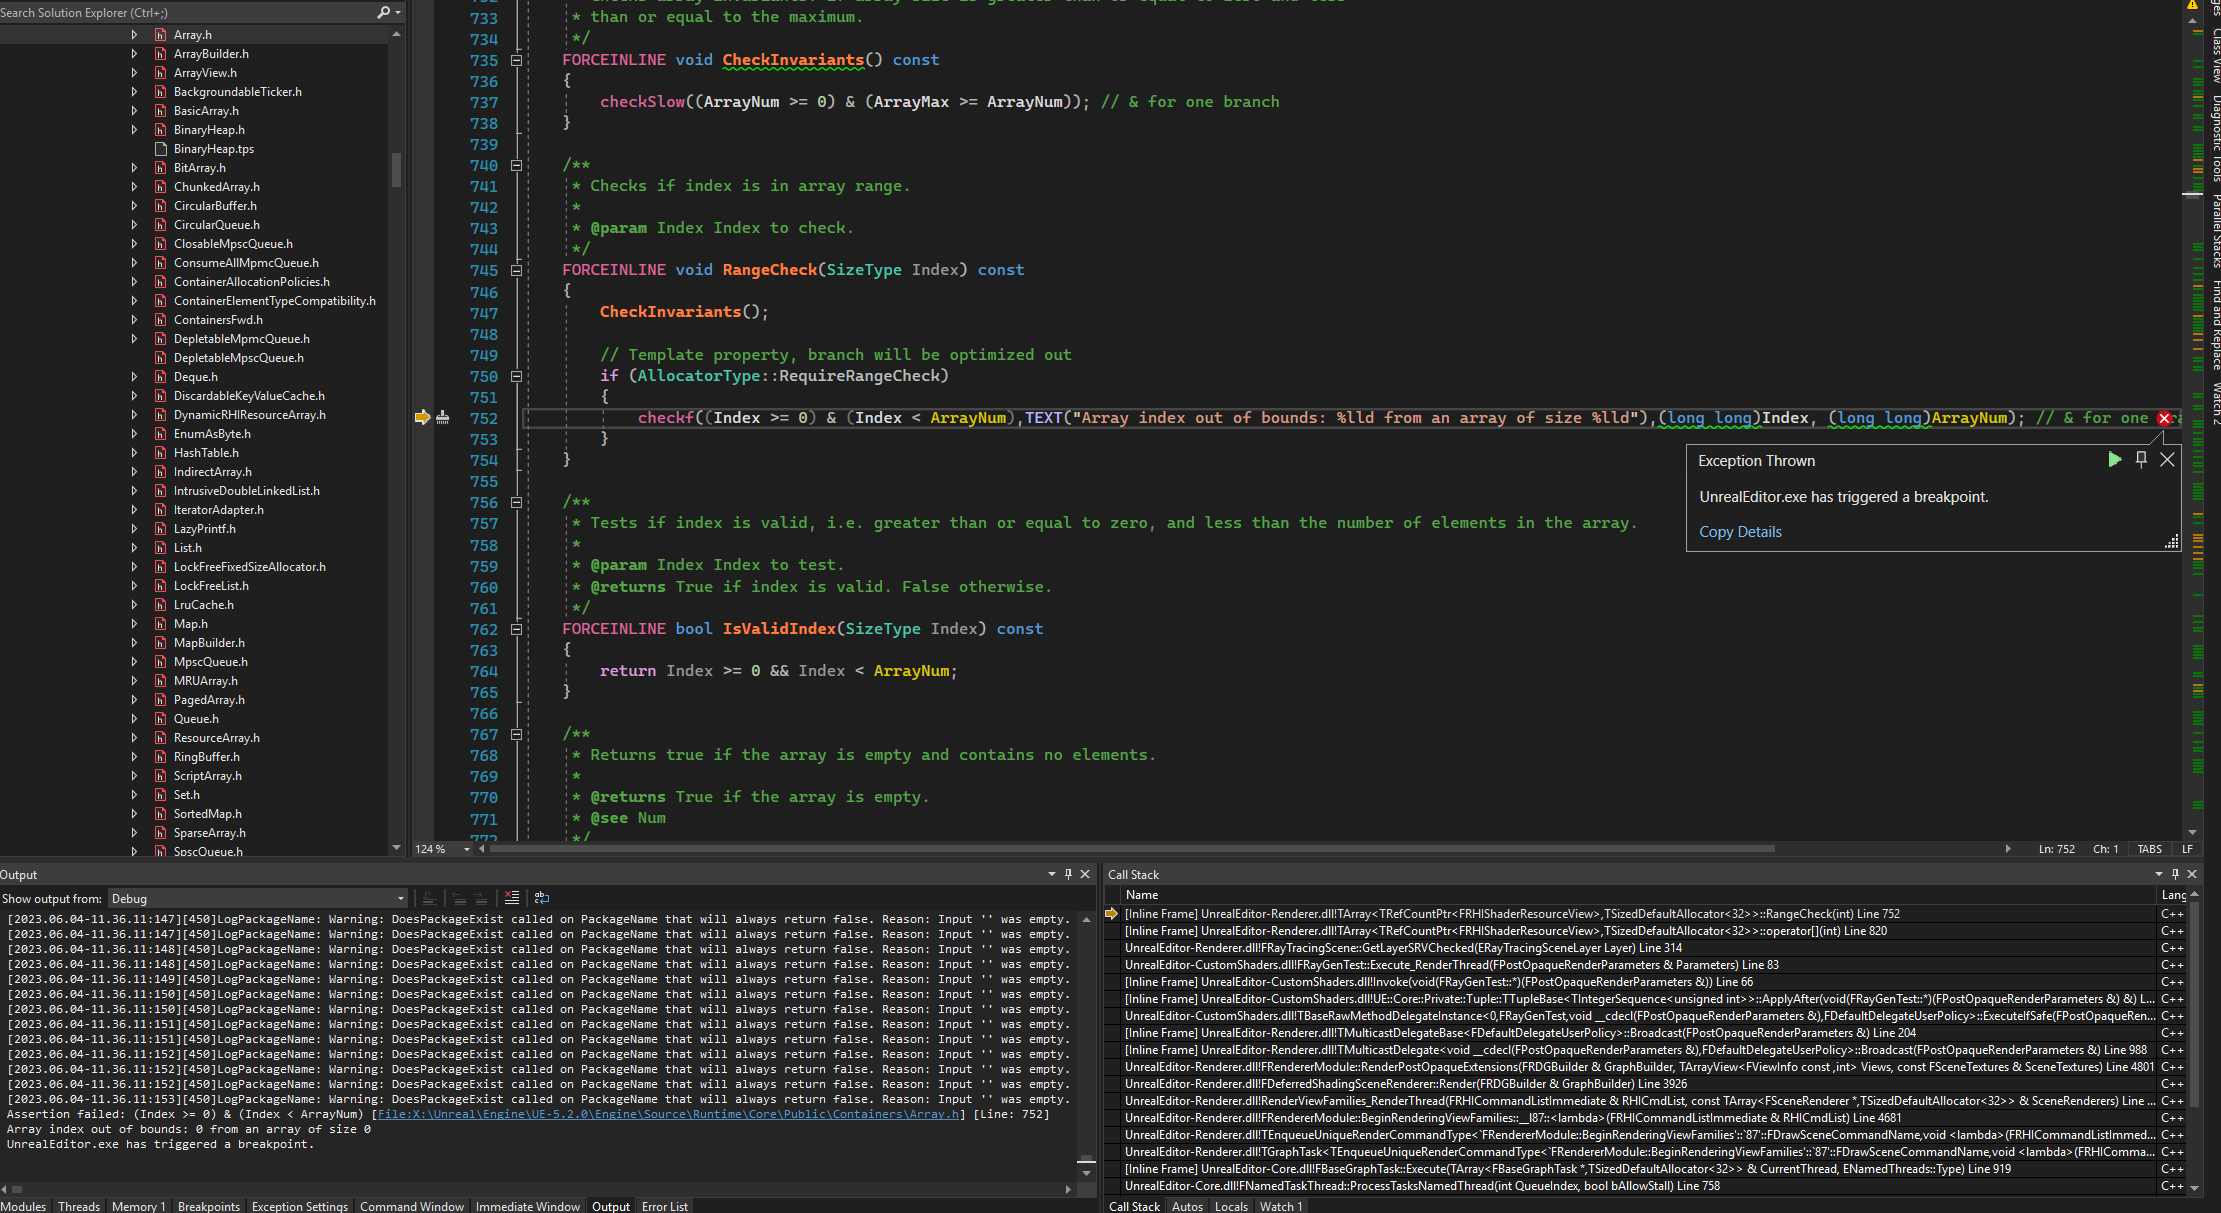 Search Solution Explorer (Ctrl+;)
Array.h
ArrayBuilder.h
ArrayView.h
BackgroundableTicker.h
BasicArray.h
BinaryHeap.h
BinaryHeap.tps
BitArray.h
ChunkedArray.h
CircularBuffer.h
CircularQueue.h
ClosableMpscQueue.h
ConsumeAllMpmcQueue.h
ContainerAllocationPolicies.h
ContainerElementTypeCompatibility.h
ContainersFwd.h
DepletableMpmcQueue.h
DepletableMpscQueue.h
Deque.h
DiscardableKeyValueCache.h
DynamicRHIResourceArray.h
EnumAsByte.h
HashTable.h
IndirectArray.h
IntrusiveDoubleLinkedList.h
IteratorAdapter.h
LazyPrintf.h
List.h
LockFreeFixedSizeAllocator.h
LockFreeList.h
LruCache.h
Map.h
MapBuilder.h
MpscQueue.h
MRUArray.h
PagedArray.h
Queue.h
ResourceArray.h
RingBuffer.h
ScriptArray.h
Set.h
SortedMap.h
SparseArray.h
SpscQueue.h
733 * than or equal to the maximum.
734 */
735 FORCEINLINE void CheckInvariants() const
736 {
737 checkSlow((ArrayNum >= 0) & (ArrayMax >= ArrayNum)); // & for one branch
738 }
739
740 /**
741 * Checks if index is in array range.
742 *
743 * @param Index Index to check.
744 */
745 FORCEINLINE void RangeCheck(SizeType Index) const
746 {
747 CheckInvariants();
748
749 // Template property, branch will be optimized out
750 if (AllocatorType::RequireRangeCheck)
751 {
752 checkf((Index >= 0) & (Index < ArrayNum),TEXT("Array index out of bounds: %lld from an array of size %lld"),(long long)Index, (long long)ArrayNum); // & for one
753 }
754 }
755
756 /**
757 * Tests if index is valid, i.e. greater than or equal to zero, and less than the number of elements in the array.
758 *
759 * @param Index Index to test.
760 * @returns True if index is valid. False otherwise.
761 */
762 FORCEINLINE bool IsValidIndex(SizeType Index) const
763 {
764 return Index >= 0 && Index < ArrayNum;
765 }
766
767 /**
768 * Returns true if the array is empty and contains no elements.
769 *
770 * @returns True if the array is empty.
771 * @see Num
772 */
Exception Thrown
UnrealEditor.exe has triggered a breakpoint.
Copy Details
124 %
Ln: 752 Ch: 1 TABS LF
Class View
Diagnostic Tools
Parallel Stacks
Find and Replace
Watch 2
Output
Show output from: Debug
[2023.06.04-11.36.11:147][450]LogPackageName: Warning: DoesPackageExist called on PackageName that will always return false. Reason: Input '' was empty.
[2023.06.04-11.36.11:147][450]LogPackageName: Warning: DoesPackageExist called on PackageName that will always return false. Reason: Input '' was empty.
[2023.06.04-11.36.11:148][450]LogPackageName: Warning: DoesPackageExist called on PackageName that will always return false. Reason: Input '' was empty.
[2023.06.04-11.36.11:148][450]LogPackageName: Warning: DoesPackageExist called on PackageName that will always return false. Reason: Input '' was empty.
[2023.06.04-11.36.11:149][450]LogPackageName: Warning: DoesPackageExist called on PackageName that will always return false. Reason: Input '' was empty.
[2023.06.04-11.36.11:150][450]LogPackageName: Warning: DoesPackageExist called on PackageName that will always return false. Reason: Input '' was empty.
[2023.06.04-11.36.11:150][450]LogPackageName: Warning: DoesPackageExist called on PackageName that will always return false. Reason: Input '' was empty.
[2023.06.04-11.36.11:151][450]LogPackageName: Warning: DoesPackageExist called on PackageName that will always return false. Reason: Input '' was empty.
[2023.06.04-11.36.11:151][450]LogPackageName: Warning: DoesPackageExist called on PackageName that will always return false. Reason: Input '' was empty.
[2023.06.04-11.36.11:152][450]LogPackageName: Warning: DoesPackageExist called on PackageName that will always return false. Reason: Input '' was empty.
[2023.06.04-11.36.11:152][450]LogPackageName: Warning: DoesPackageExist called on PackageName that will always return false. Reason: Input '' was empty.
[2023.06.04-11.36.11:152][450]LogPackageName: Warning: DoesPackageExist called on PackageName that will always return false. Reason: Input '' was empty.
[2023.06.04-11.36.11:153][450]LogPackageName: Warning: DoesPackageExist called on PackageName that will always return false. Reason: Input '' was empty.
Assertion failed: (Index >= 0) & (Index < ArrayNum) [File:X:\Unreal\Engine\UE-5.2.0\Engine\Source\Runtime\Core\Public\Containers\Array.h] [Line: 752]
Array index out of bounds: 0 from an array of size 0
UnrealEditor.exe has triggered a breakpoint.
Modules Threads Memory 1 Breakpoints Exception Settings Command Window Immediate Window Output Error List
Call Stack
Name Lang
[Inline Frame] UnrealEditor-Renderer.dll!TArray<TRefCountPtr<FRHIShaderResourceView>,TSizedDefaultAllocator<32>>::RangeCheck(int) Line 752 C++
[Inline Frame] UnrealEditor-Renderer.dll!TArray<TRefCountPtr<FRHIShaderResourceView>,TSizedDefaultAllocator<32>>::operator[](int) Line 820 C++
UnrealEditor-Renderer.dll!FRayTracingScene::GetLayerSRVChecked(ERayTracingSceneLayer Layer) Line 314 C++
UnrealEditor-CustomShaders.dll!FRayGenTest::Execute_RenderThread(FPostOpaqueRenderParameters & Parameters) Line 83 C++
[Inline Frame] UnrealEditor-CustomShaders.dll!Invoke(void(FRayGenTest::*)(FPostOpaqueRenderParameters &)) Line 66 C++
[Inline Frame] UnrealEditor-CustomShaders.dll!UE::Core::Private::Tuple::TTupleBase<TIntegerSequence<unsigned int>>::ApplyAfter(void(FRayGenTest::*)(FPostOpaqueRenderParameters &) &) L... C++
UnrealEditor-CustomShaders.dll!TBaseRawMethodDelegateInstance<0,FRayGenTest,void __cdecl(FPostOpaqueRenderParameters &),FDefaultDelegateUserPolicy>::ExecuteIfSafe(FPostOpaqueRen... C++
[Inline Frame] UnrealEditor-Renderer.dll!TMulticastDelegateBase<FDefaultDelegateUserPolicy>::Broadcast(FPostOpaqueRenderParameters &) Line 204 C++
[Inline Frame] UnrealEditor-Renderer.dll!TMulticastDelegate<void __cdecl(FPostOpaqueRenderParameters &),FDefaultDelegateUserPolicy>::Broadcast(FPostOpaqueRenderParameters &) Line 988 C++
UnrealEditor-Renderer.dll!FRendererModule::RenderPostOpaqueExtensions(FRDGBuilder & GraphBuilder, TArrayView<FViewInfo const ,int> Views, const FSceneTextures & SceneTextures) Line 4801 C++
UnrealEditor-Renderer.dll!FDeferredShadingSceneRenderer::Render(FRDGBuilder & GraphBuilder) Line 3926 C++
UnrealEditor-Renderer.dll!RenderViewFamilies_RenderThread(FRHICommandListImmediate & RHICmdList, const TArray<FSceneRenderer *,TSizedDefaultAllocator<32>> & SceneRenderers) Line ... C++
UnrealEditor-Renderer.dll!FRendererModule::BeginRenderingViewFamilies::__l87::<lambda>(FRHICommandListImmediate & RHICmdList) Line 4681 C++
UnrealEditor-Renderer.dll!TEnqueueUniqueRenderCommandType<`FRendererModule::BeginRenderingViewFamilies'::`87'::FDrawSceneCommandName,void <lambda>(FRHICommandListImmed... C++
UnrealEditor-Renderer.dll!TGraphTask<TEnqueueUniqueRenderCommandType<`FRendererModule::BeginRenderingViewFamilies'::`87'::FDrawSceneCommandName,void <lambda>(FRHIComma... C++
[Inline Frame] UnrealEditor-Core.dll!FBaseGraphTask::Execute(TArray<FBaseGraphTask *,TSizedDefaultAllocator<32>> & CurrentThread, ENamedThreads::Type) Line 919 C++
UnrealEditor-Core.dll!FNamedTaskThread::ProcessTasksNamedThread(int QueueIndex, bool bAllowStall) Line 758 C++
Call Stack Autos Locals Watch 1